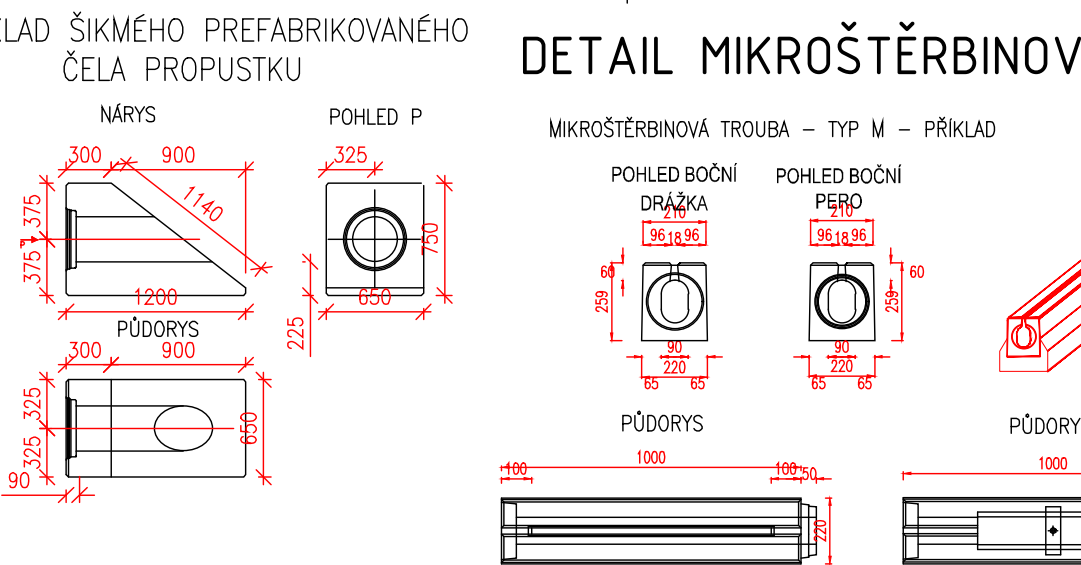 LAD ŠIKMÉHO PREFABRIKOVANÉHO
ČELA PROPUSTKU
NÁRYS
POHLED P
300
900
1140
375
375
P
1200
325
750
650
225
PŮDORYS
300
900
325
325
650
90
DETAIL MIKROŠTĚRBINOV
MIKROŠTĚRBINOVÁ TROUBA – TYP M – PŘÍKLAD
POHLED BOČNÍ
DRÁŽKA
210
96 18 96
60
259
90
220
65 65
POHLED BOČNÍ
PERO
210
96 18 96
60
259
90
220
65 65
PŮDORYS
1000
100
100 50
220
PŮDORY
1000